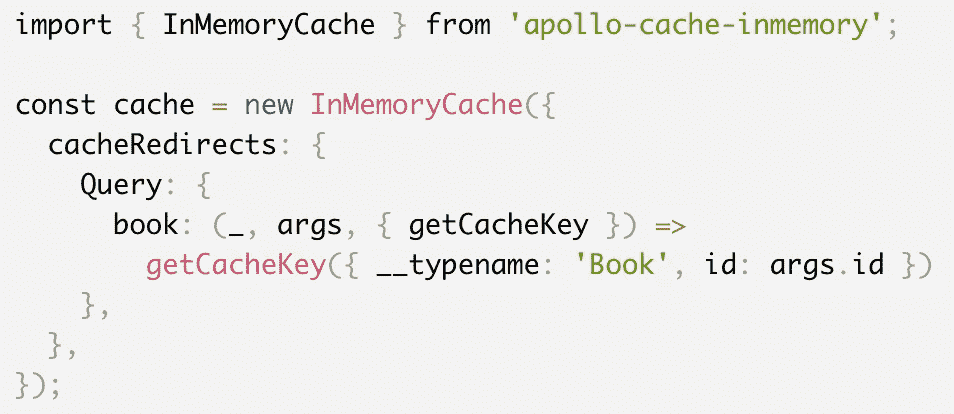 import { InMemoryCache } from 'apollo-cache-inmemory';

const cache = new InMemoryCache({
  cacheRedirects: {
    Query: {
      book: (_, args, { getCacheKey }) =>
        getCacheKey({ __typename: 'Book', id: args.id })
    },
  },
});